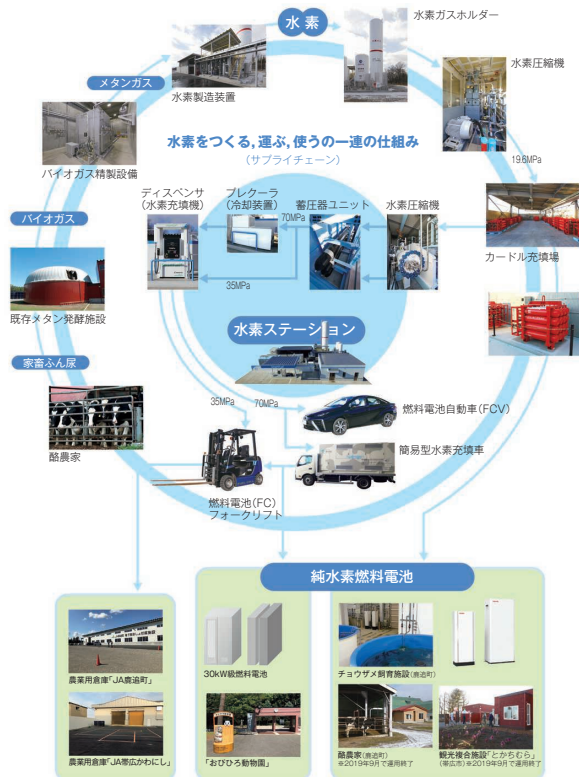 水素
水素ガスホルダー
水素圧縮機
メタンガス
水素製造装置
水素をつくる，運ぶ，使うの一連の仕組み
（サプライチェーン）
バイオガス精製設備
19.6MPa
ディスペンサ
（水素充填機）
プレクーラ
（冷却装置）
70MPa
蓄圧器ユニット
水素圧縮機
カードル充填場
バイオガス
35MPa
既存メタン発酵施設
水素ステーション
家畜ふん尿
35MPa
70MPa
燃料電池自動車（FCV）
酪農家
簡易型水素充填車
燃料電池（FC）
フォークリフト
純水素燃料電池
農業用倉庫「JA鹿追町」
農業用倉庫「JA帯広かわにし」
30kW級燃料電池
「おびひろ動物園」
チョウザメ飼育施設（鹿追町）
酪農家（鹿追町）
※2019年9月で運用終了
観光複合施設「とかちむら」
（帯広市）※2019年9月で運用終了